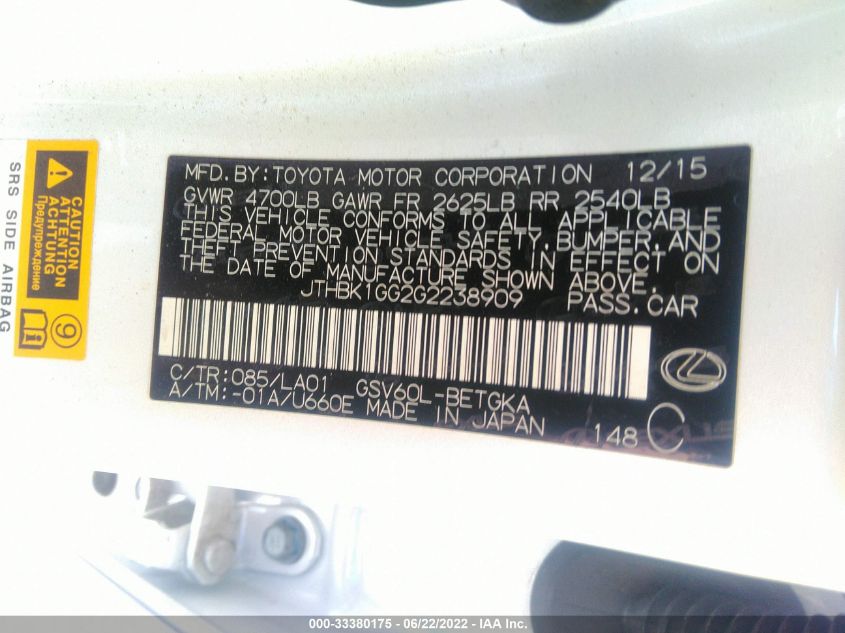 MFD.BY:TOYOTA MOTOR CORPORATION 12/15
GVWR 4700LB GAWR FR 2625LB RR 2540LB
THIS VEHICLE CONFORMS TO ALL APPLICABLE
FEDERAL MOTOR VEHICLE SAFETY, BUMPER, AND
THEFT PREVENTION STANDARDS IN EFFECT ON
THE DATE OF MANUFACTURE SHOWN ABOVE.
JTHBK1GG2G2238909 PASS.CAR
C/TR:085/LA01 GSV60L-BETGKA
A/TM:-01A/U660E MADE IN JAPAN 148
CAUTION
ATTENTION
ACHTUNG
Предупреждение
9
SRS SIDE AIRBAG
000-33380175 - 06/22/2022 - IAA Inc.